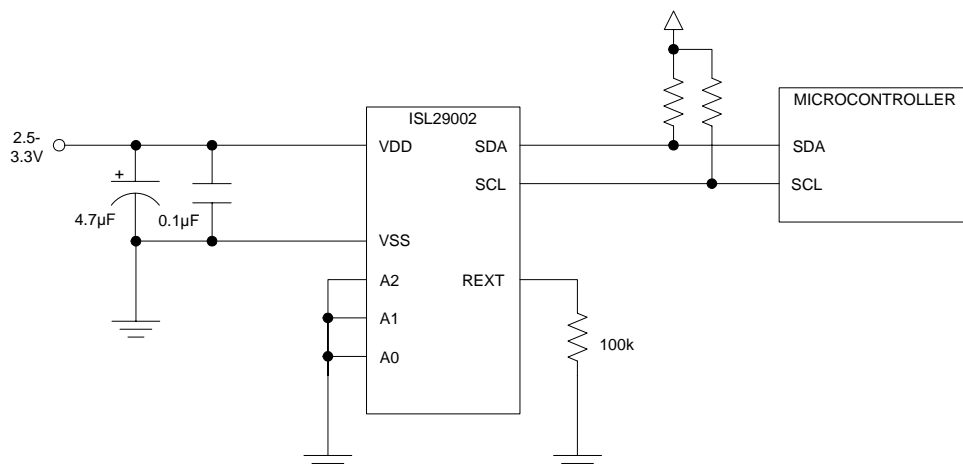 ISL29002
MICROCONTROLLER
2.5-
3.3V
VDD
SDA
SDA
+
SCL
SCL
4.7µF
0.1µF
VSS
A2
REXT
A1
100k
A0